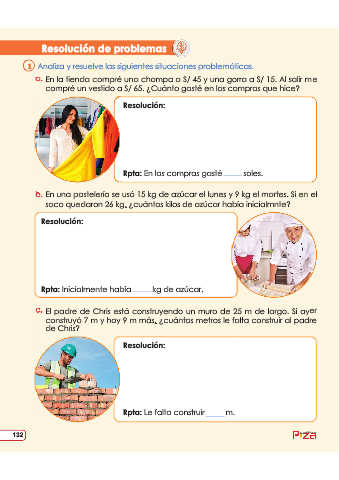 Resolución de problemas
1 Analiza y resuelve las siguientes situaciones problemáticas.
a. En la tienda compré una chompa a S/ 45 y una gorra a S/ 15. Al salir me
compré un vestido a S/ 65. ¿Cuánto gasté en las compras que hice?
Resolución:
Rpta: En las compras gasté ____ soles.
b. En una pastelería se usó 15 kg de azúcar el lunes y 9 kg el martes. Si en el
saco quedaron 26 kg, ¿cuántos kilos de azúcar había inicialmnte?
Resolución:
Rpta: Inicialmente había ____ kg de azúcar.
c. El padre de Chris está construyendo un muro de 25 m de largo. Si ayer
construyó 7 m y hoy 9 m más, ¿cuántos metros le falta construir al padre
de Chris?
Resolución:
Rpta: Le falta construir ____ m.
132